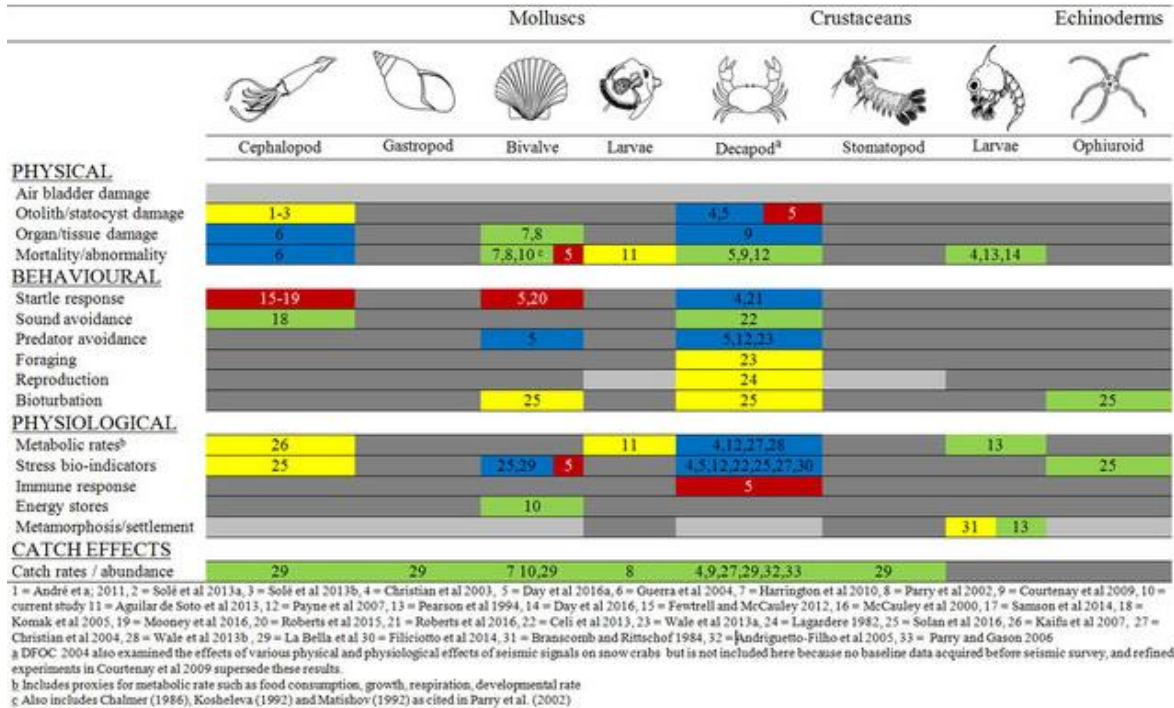 Molluscs Crustaceans Echinoderms
Cephalopod Gastropod Bivalve Larvae Decapodª Stomatopod Larvae Ophiuroid
PHYSICAL
Air bladder damage
Otolith/statocyst damage 1-3 4,5 5
Organ/tissue damage 6 7,8 9
Mortality/abnormality 6 7,8,10 c 5 11 5,9,12 4,13,14
BEHAVIOURAL
Startle response 15-19 5,20 4,21
Sound avoidance 18 22
Predator avoidance 5 5,12,23
Foraging 23
Reproduction 24
Bioturbation 25 25 25
PHYSIOLOGICAL
Metabolic ratesᵇ 26 11 4,12,27,28 13
Stress bio-indicators 25 25,29 5 4,5,12,22,25,27,30 25
Immune response 5
Energy stores 10
Metamorphosis/settlement 31 13
CATCH EFFECTS
Catch rates / abundance 29 29 7 10,29 8 4,9,27,29,32,33 29
1 = André et a; 2011, 2 = Solé et al 2013a, 3 = Solé et al 2013b, 4 = Christian et al 2003, 5 = Day et al 2016a, 6 = Guerra et al 2004, 7 = Harrington et al 2010, 8 = Parry et al 2002, 9 = Courtenay et al 2009, 10 =
current study 11 = Aguilar de Soto et al 2013, 12 = Payne et al 2007, 13 = Pearson et al 1994, 14 = Day et al 2016, 15 = Fewtrell and McCauley 2012, 16 = McCauley et al 2000, 17 = Samson et al 2014, 18 =
Komak et al 2005, 19 = Mooney et al 2016, 20 = Roberts et al 2015, 21 = Roberts et al 2016, 22 = Celi et al 2013, 23 = Wale et al 2013a, 24 = Lagardere 1982, 25 = Solan et al 2016, 26 = Kaifu et al 2007, 27 =
Christian et al 2004, 28 = Wale et al 2013b, 29 = La Bella et al 30 = Filiciotto et al 2014, 31 = Branscomb and Rittschof 1984, 32 = Andriguetto-Filho et al 2005, 33 = Parry and Gason 2006
a DFOC 2004 also examined the effects of various physical and physiological effects of seismic signals on snow crabs but is not included here because no baseline data acquired before seismic survey, and refined
experiments in Courtenay et al 2009 supersede these results.
b Includes proxies for metabolic rate such as food consumption, growth, respiration, developmental rate
c Also includes Chalmer (1986), Kosheleva (1992) and Matishov (1992) as cited in Parry et al. (2002)